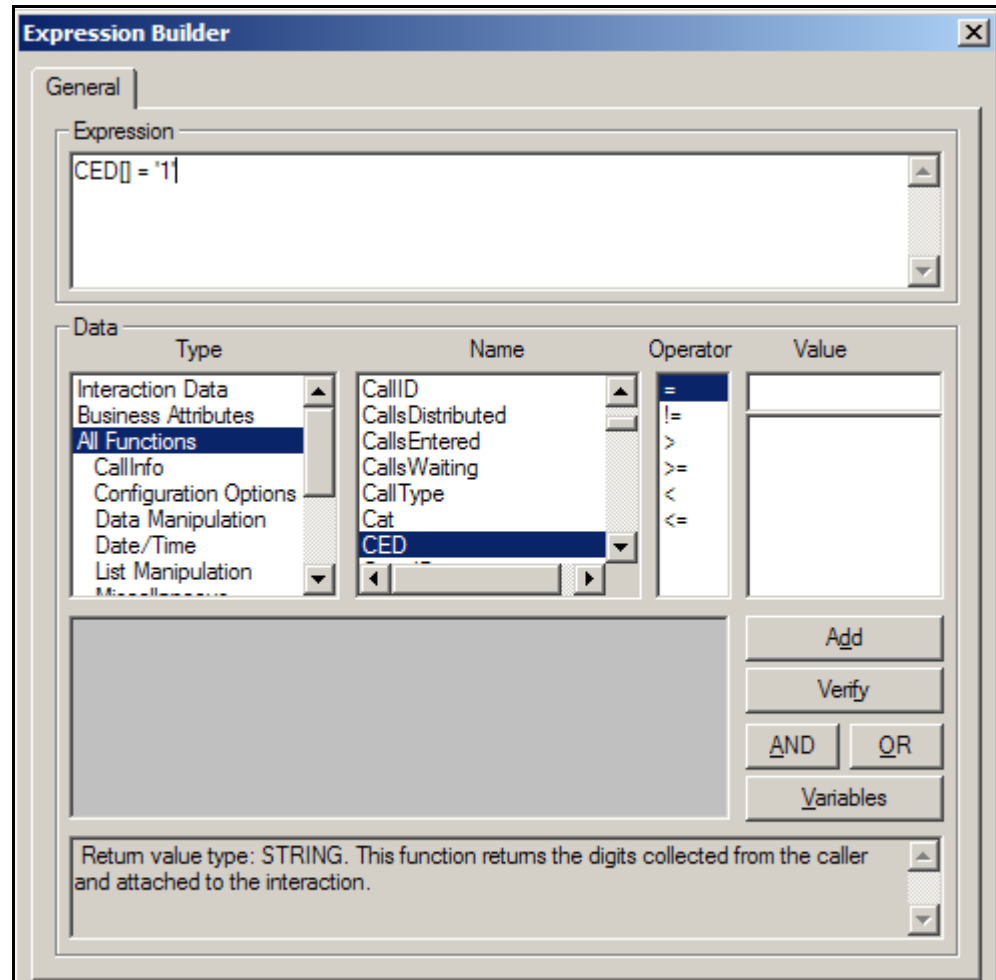 Expression Builder
General
Expression
CED[] = '1'
Data
Type
Name
Operator
Value
Interaction Data
Business Attributes
All Functions
CallInfo
Configuration Options
Data Manipulation
Date/Time
List Manipulation
CallID
CallsDistributed
CallsEntered
CallsWaiting
CallType
Cat
CED
=
!=
>
>=
<
<=
Add
Verify
AND
OR
Variables
Return value type: STRING. This function returns the digits collected from the caller
and attached to the interaction.